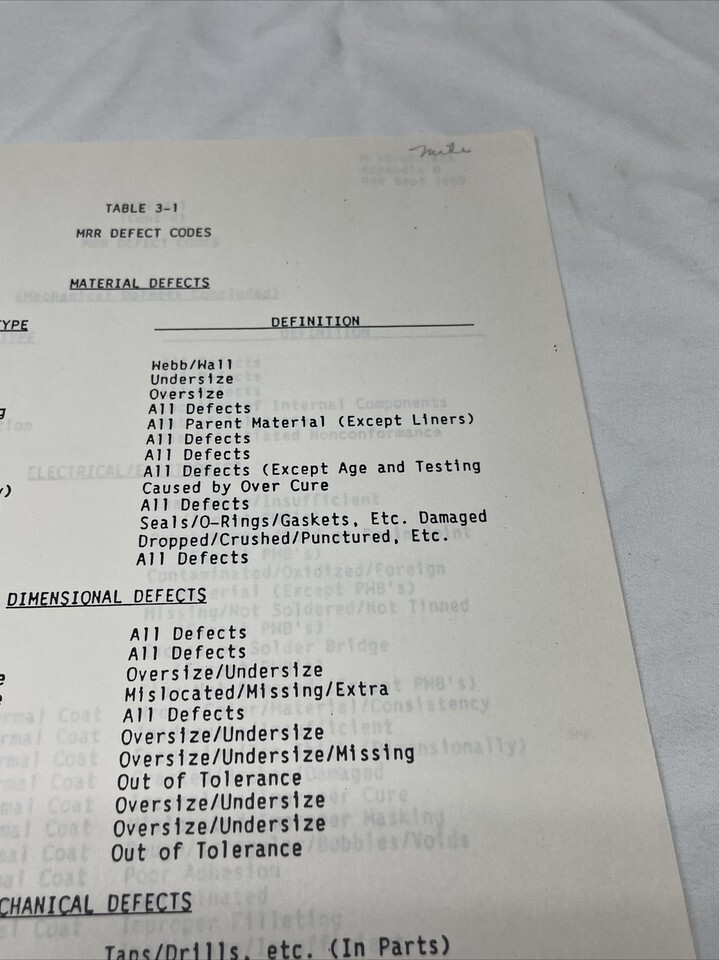 Mike
TABLE 3-1
MRR DEFECT CODES
MATERIAL DEFECTS
YPE DEFINITION
Webb/Wall
Undersize
Oversize
g All Defects
All Parent Material (Except Liners)
All Defects
All Defects
All Defects (Except Age and Testing
y) Caused by Over Cure
All Defects
Seals/O-Rings/Gaskets, Etc. Damaged
Dropped/Crushed/Punctured, Etc.
All Defects
DIMENSIONAL DEFECTS
All Defects
All Defects
e Oversize/Undersize
e Mislocated/Missing/Extra
All Defects
Oversize/Undersize
Oversize/Undersize/Missing
Out of Tolerance
Oversize/Undersize
Oversize/Undersize
Out of Tolerance
CHANICAL DEFECTS
Taps/Drills, etc. (In Parts)